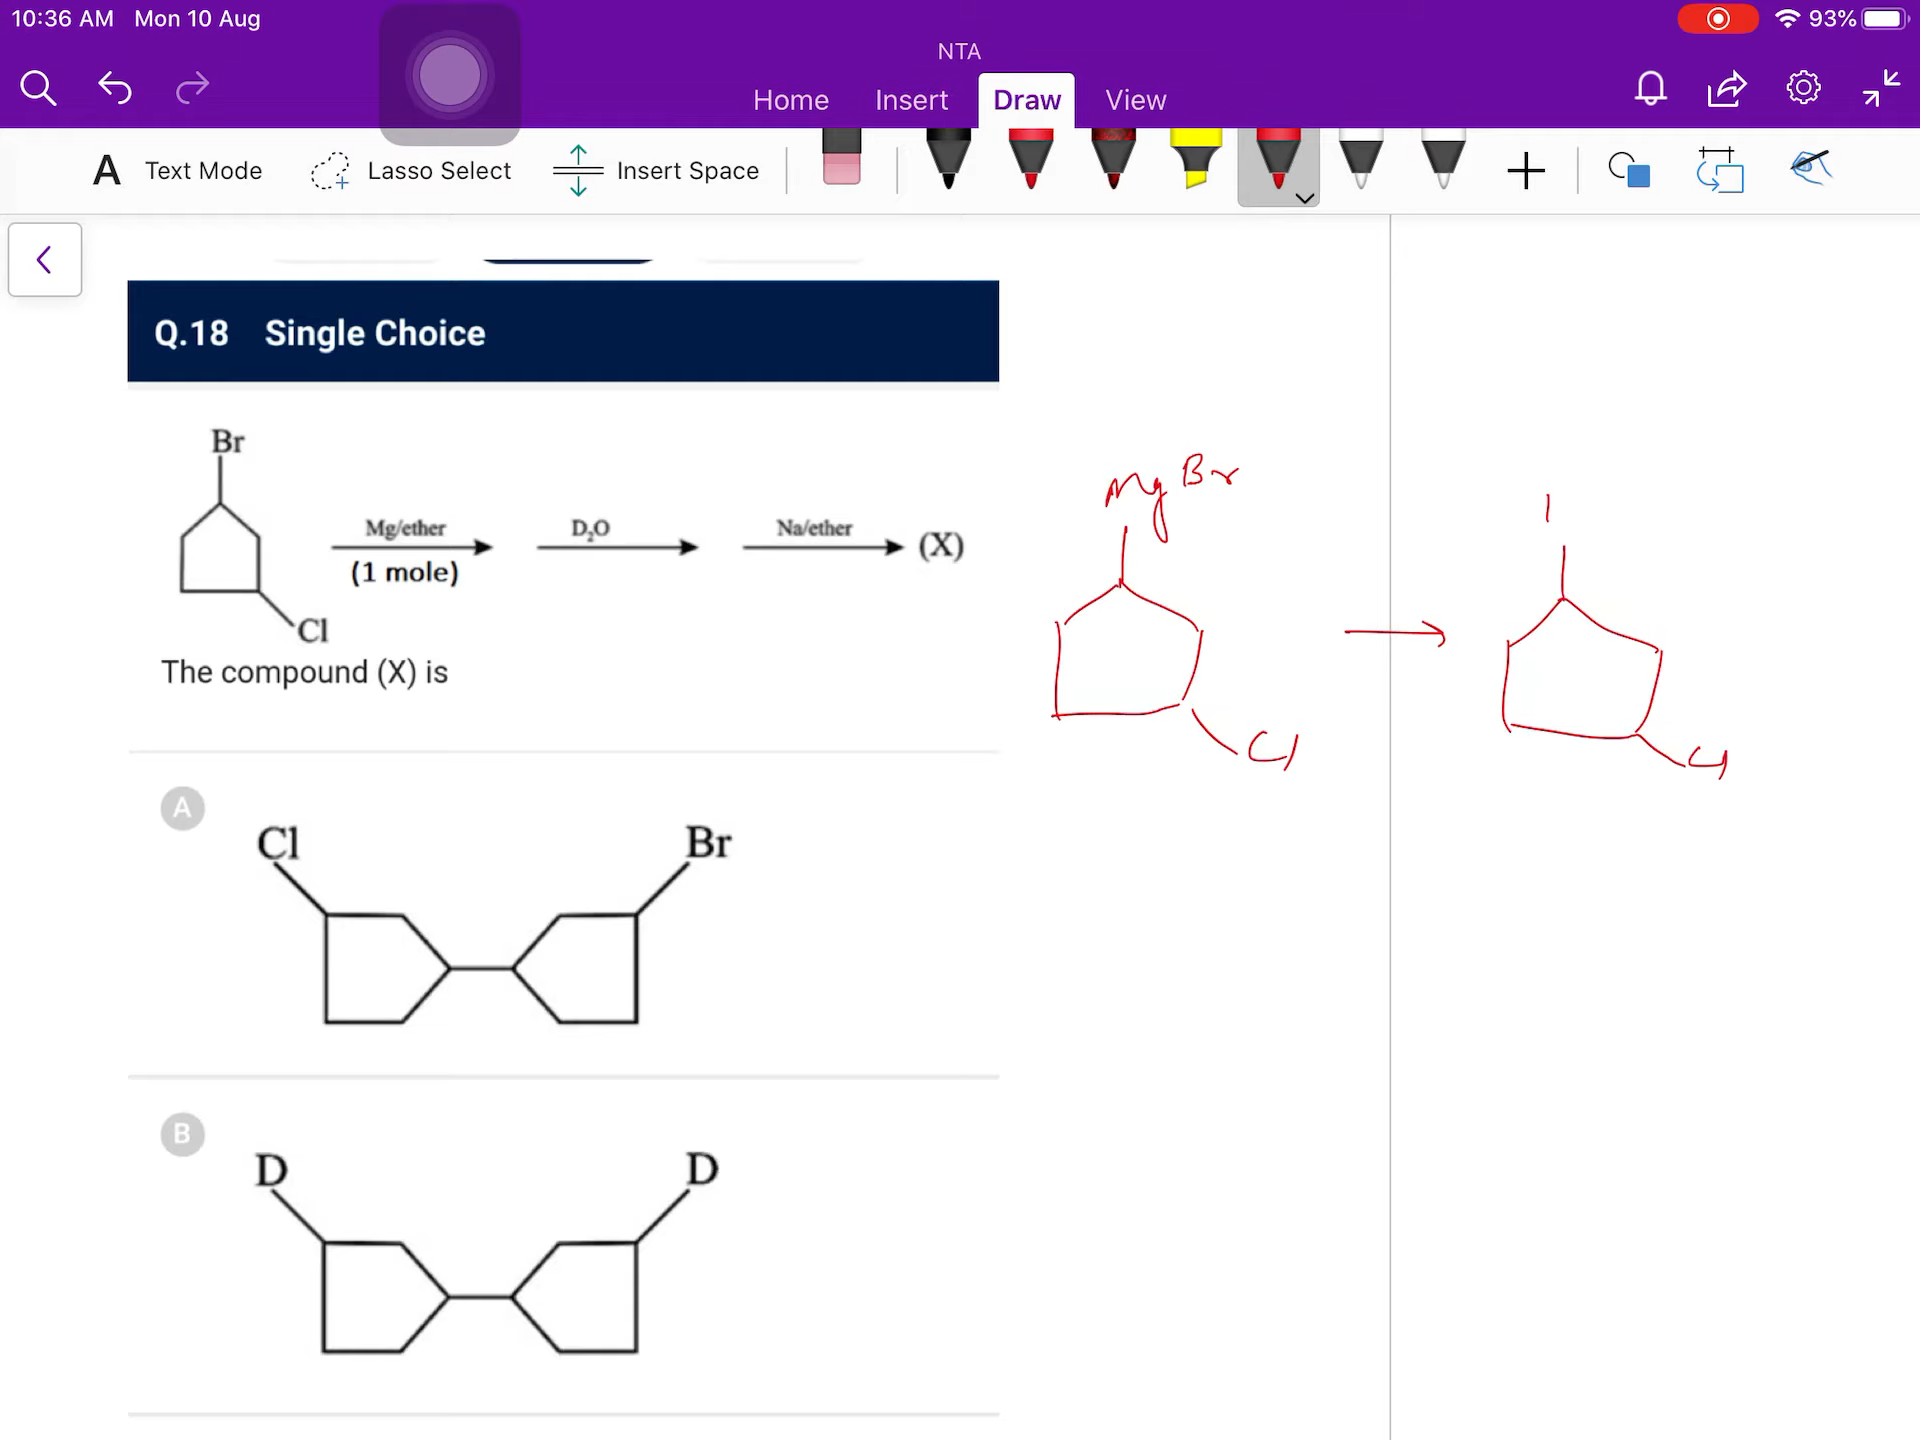 10:36 AM Mon 10 Aug
93%
NTA
Home Insert Draw View
A Text Mode Lasso Select Insert Space
Q.18 Single Choice
Br
Cl
Mg/ether
(1 mole)
D₂O
Na/ether
(X)
The compound (X) is
A
Cl Br
B
D D
MgBr
Cl
Cl